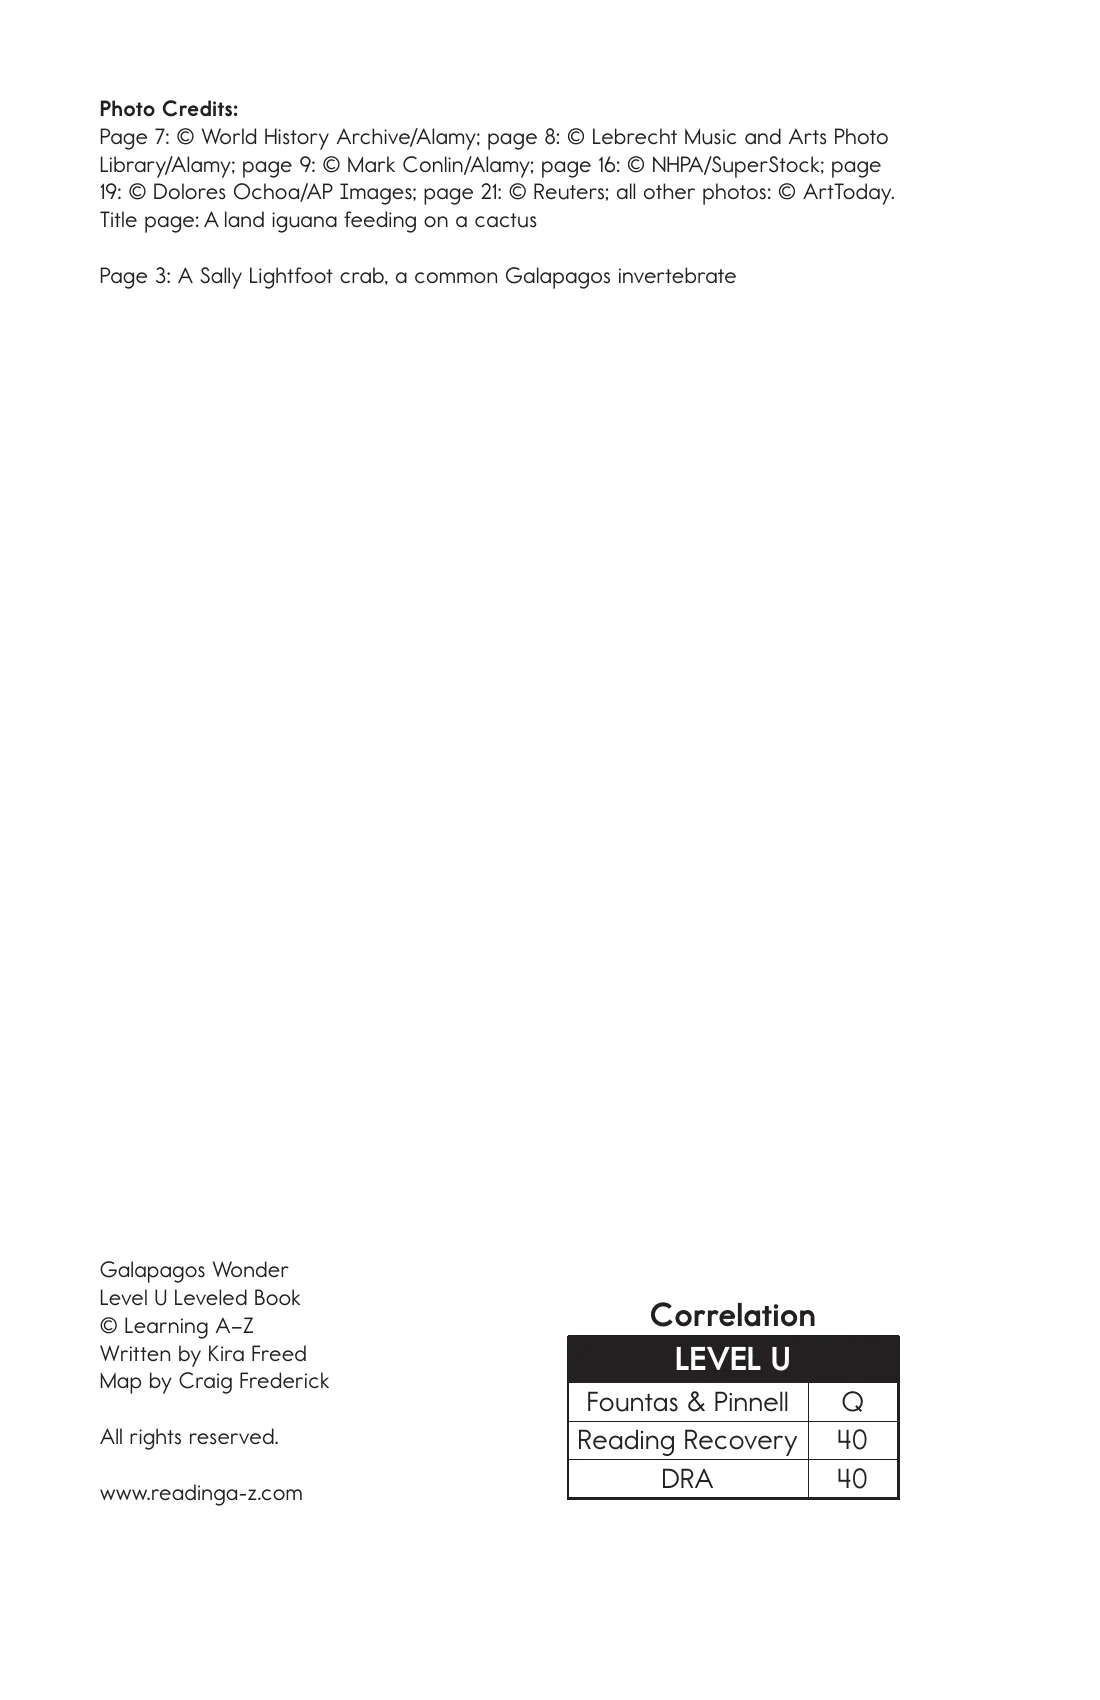 Photo Credits:
Page 7: © World History Archive/Alamy; page 8: © Lebrecht Music and Arts Photo
Library/Alamy; page 9: © Mark Conlin/Alamy; page 16: © NHPA/SuperStock; page
19: © Dolores Ochoa/AP Images; page 21: © Reuters; all other photos: © ArtToday.
Title page: A land iguana feeding on a cactus
Page 3: A Sally Lightfoot crab, a common Galapagos invertebrate
Galapagos Wonder
Level U Leveled Book
© Learning A–Z
Written by Kira Freed
Map by Craig Frederick
All rights reserved.
www.readinga-z.com
Correlation
LEVEL U
Fountas & Pinnell Q
Reading Recovery 40
DRA 40